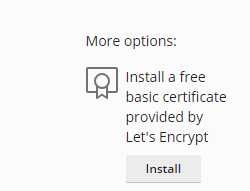 More options:
Install a free
basic certificate
provided by
Let's Encrypt
Install